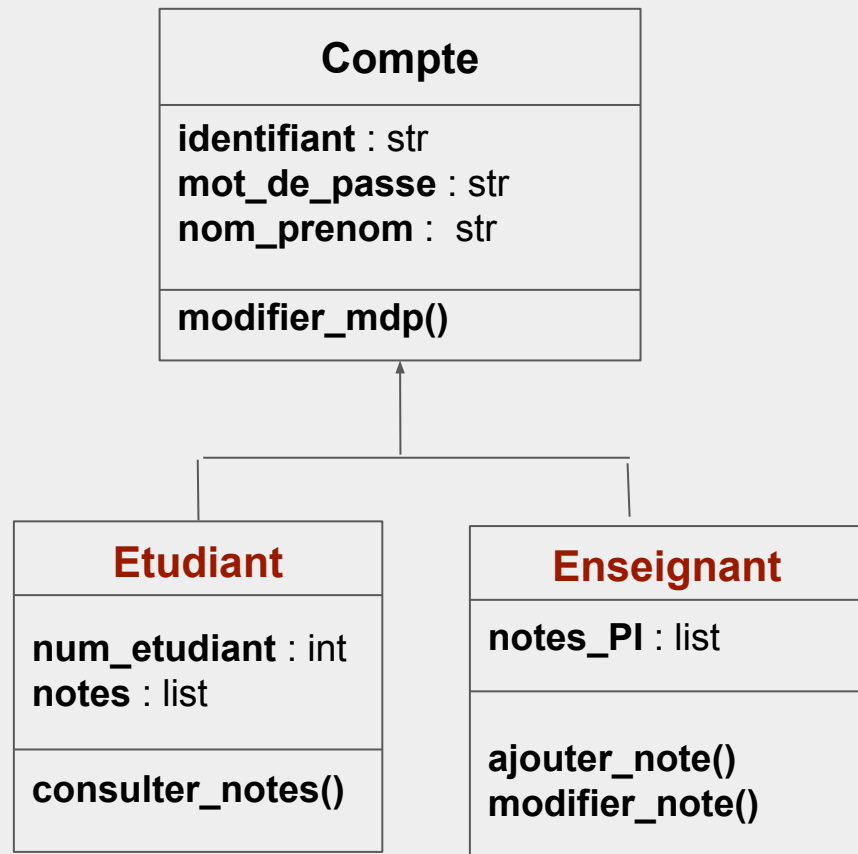 Compte
identifiant : str
mot_de_passe : str
nom_prenom : str
modifier_mdp()
Etudiant
num_etudiant : int
notes : list
consulter_notes()
Enseignant
notes_PI : list
ajouter_note()
modifier_note()